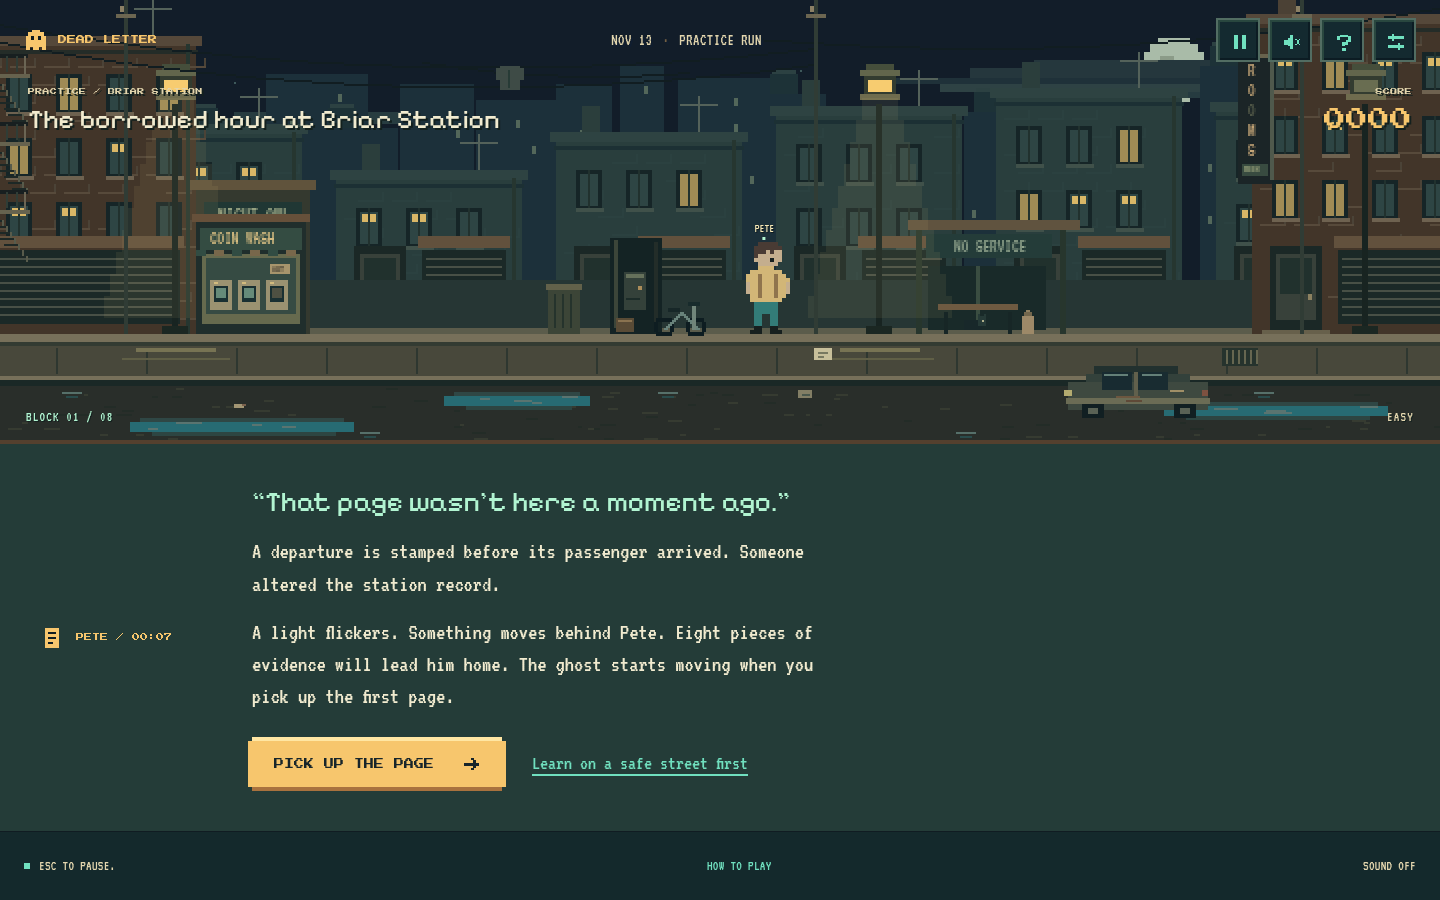 DEAD LETTER
NOV 13 · PRACTICE RUN
PRACTICE / BRIAR STATION
SCORE
The borrowed hour at Briar Station
0000
ROOMS
NIGHT OWL
COIN WASH
PETE
NO SERVICE
BLOCK 01 / 08
EASY
“That page wasn’t here a moment ago.”
A departure is stamped before its passenger arrived. Someone
altered the station record.
PETE / 00:07
A light flickers. Something moves behind Pete. Eight pieces of
evidence will lead him home. The ghost starts moving when you
pick up the first page.
PICK UP THE PAGE →
Learn on a safe street first
ESC TO PAUSE.
HOW TO PLAY
SOUND OFF